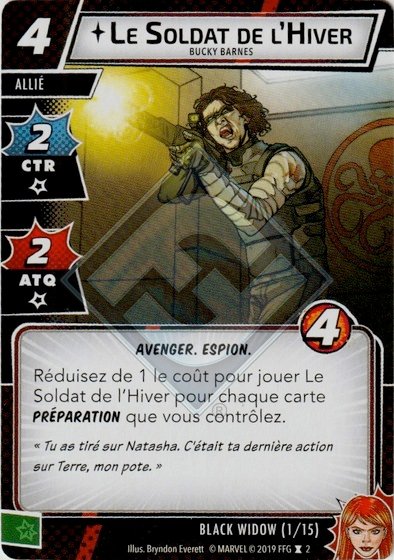 4
Le Soldat de l'Hiver
BUCKY BARNES
ALLIÉ
2
CTR
2
ATQ
4
AVENGER. ESPION.
Réduisez de 1 le coût pour jouer Le
Soldat de l'Hiver pour chaque carte
PRÉPARATION que vous contrôlez.
« Tu as tiré sur Natasha. C'était ta dernière action
sur Terre, mon pote. »
BLACK WIDOW (1/15)
Illus. Bryndon Everett © MARVEL © 2019 FFG 2